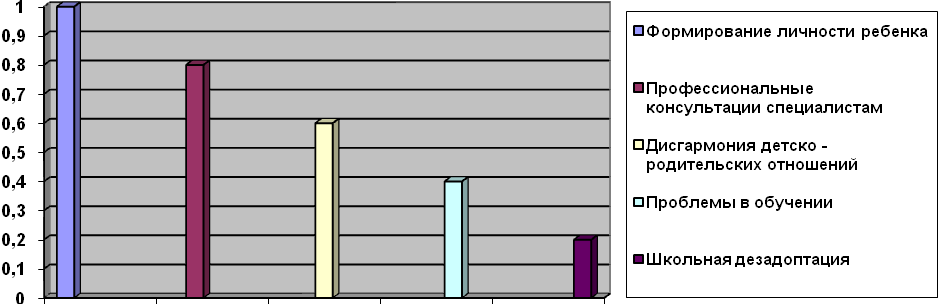 1
0,9
0,8
0,7
0,6
0,5
0,4
0,3
0,2
0,1
0
Формирование личности ребенка
Профессиональные
консультации специалистам
Дисгармония детско -
родительских отношений
Проблемы в обучении
Школьная дезадоптация